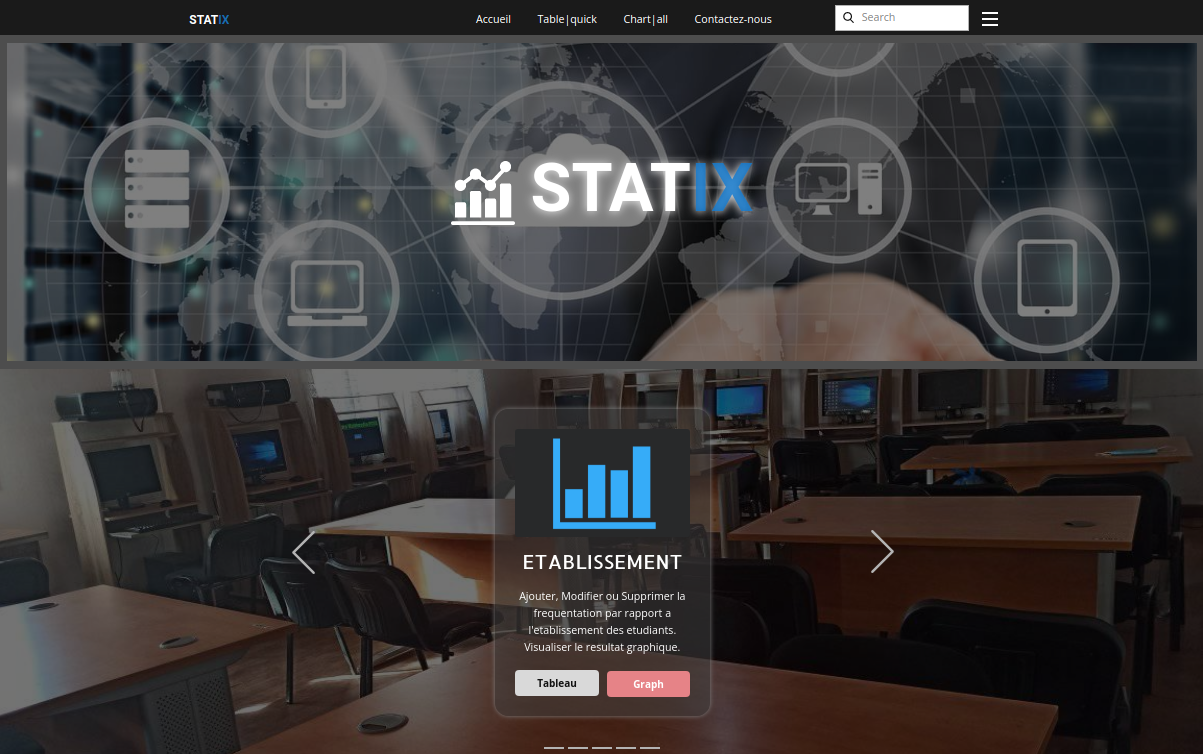 STATIX
Accueil
Table|quick
Chart|all
Contactez-nous
Search
STATIX
ETABLISSEMENT
Ajouter, Modifier ou Supprimer la
frequentation par rapport a
l'etablissement des etudiants.
Visualiser le resultat graphique.
Tableau
Graph